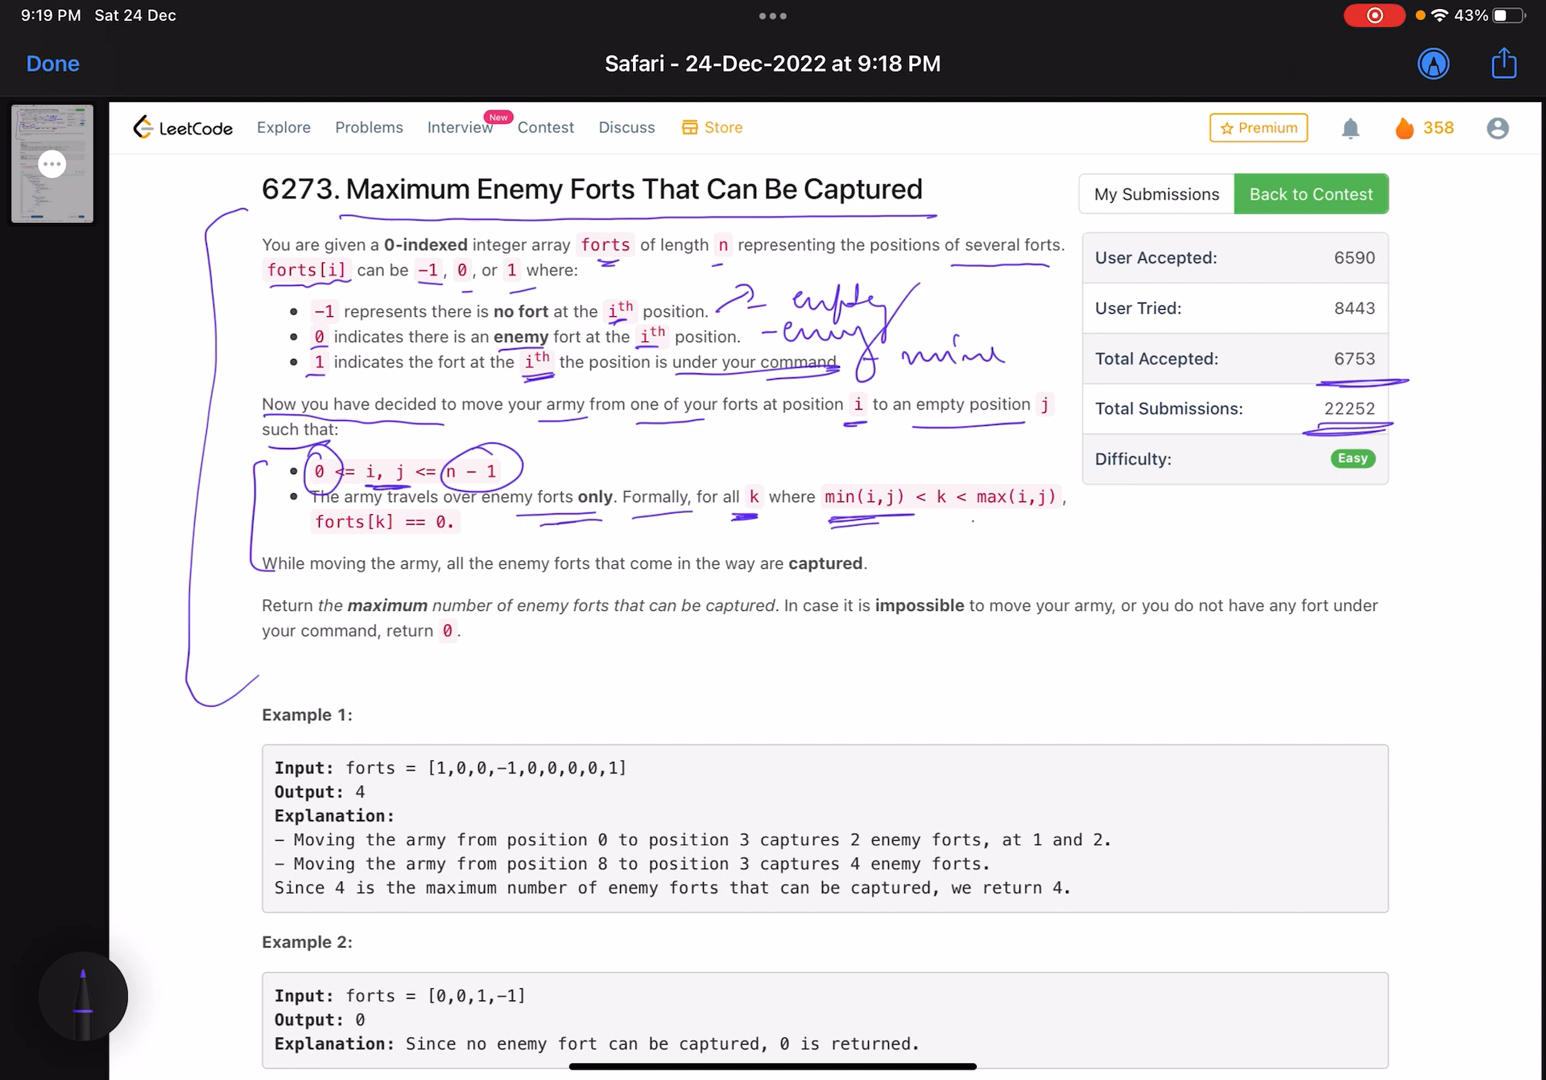 9:19 PM Sat 24 Dec
43%
Done
Safari - 24-Dec-2022 at 9:18 PM
LeetCode
Explore
Problems
Interview
New
Contest
Discuss
Store
Premium
358
6273. Maximum Enemy Forts That Can Be Captured
My Submissions
Back to Contest
You are given a 0-indexed integer array forts of length n representing the positions of several forts.
forts[i] can be -1, 0, or 1 where:
-1 represents there is no fort at the ith position.
empty
0 indicates there is an enemy fort at the ith position.
- enemy
1 indicates the fort at the ith the position is under your command.
mine
User Accepted: 6590
User Tried: 8443
Total Accepted: 6753
Total Submissions: 22252
Difficulty: Easy
Now you have decided to move your army from one of your forts at position i to an empty position j
such that:
0 <= i, j <= n - 1
The army travels over enemy forts only. Formally, for all k where min(i,j) < k < max(i,j),
forts[k] == 0.
While moving the army, all the enemy forts that come in the way are captured.
Return the maximum number of enemy forts that can be captured. In case it is impossible to move your army, or you do not have any fort under
your command, return 0.
Example 1:
Input: forts = [1,0,0,-1,0,0,0,0,1]
Output: 4
Explanation:
- Moving the army from position 0 to position 3 captures 2 enemy forts, at 1 and 2.
- Moving the army from position 8 to position 3 captures 4 enemy forts.
Since 4 is the maximum number of enemy forts that can be captured, we return 4.
Example 2:
Input: forts = [0,0,1,-1]
Output: 0
Explanation: Since no enemy fort can be captured, 0 is returned.